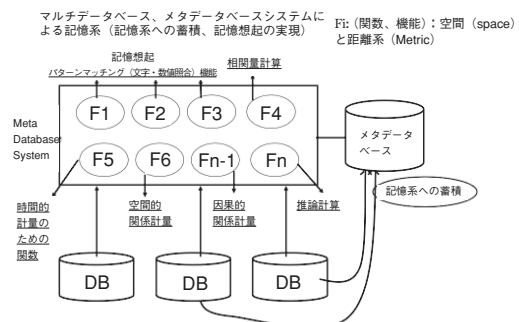 マルチデータベース、メタデータベースシステムに
よる記憶系（記憶系への蓄積、記憶想起の実現）
Fi:（関数、機能）：空間（space）
と距離系（Metric）
記憶想起
パターンマッチング（文字・数値照合）機能
相関量計算
F1
F2
F3
F4
Meta
Database
System
F5
F6
Fn-1
Fn
メタデータ
ベース
記憶系への蓄積
時間的
計量の
ための
関数
空間的
関係計量
因果的
関係計量
推論計算
DB
DB
DB